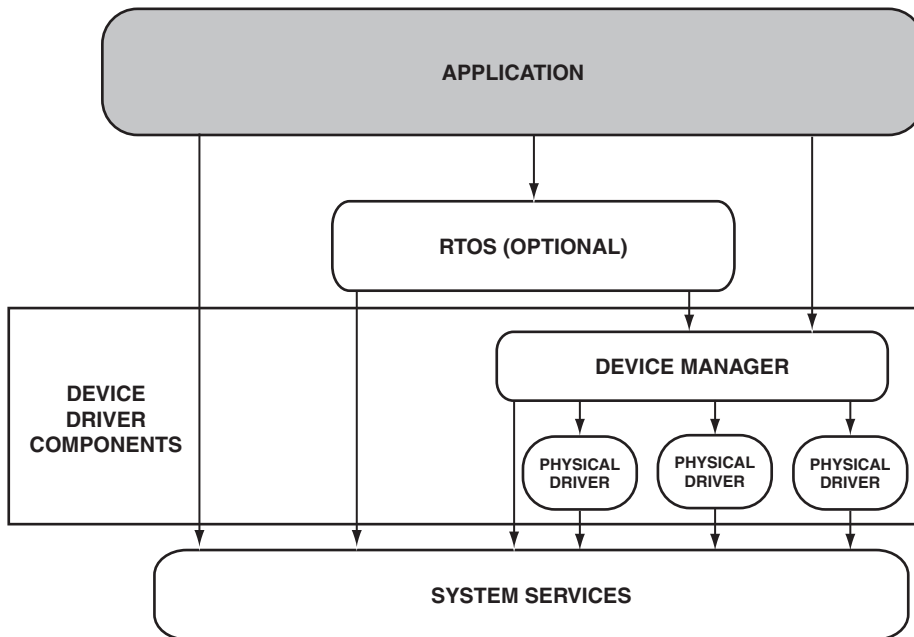 APPLICATION
RTOS (OPTIONAL)
DEVICE MANAGER
DEVICE
DRIVER
COMPONENTS
PHYSICAL
DRIVER
PHYSICAL
DRIVER
PHYSICAL
DRIVER
SYSTEM SERVICES